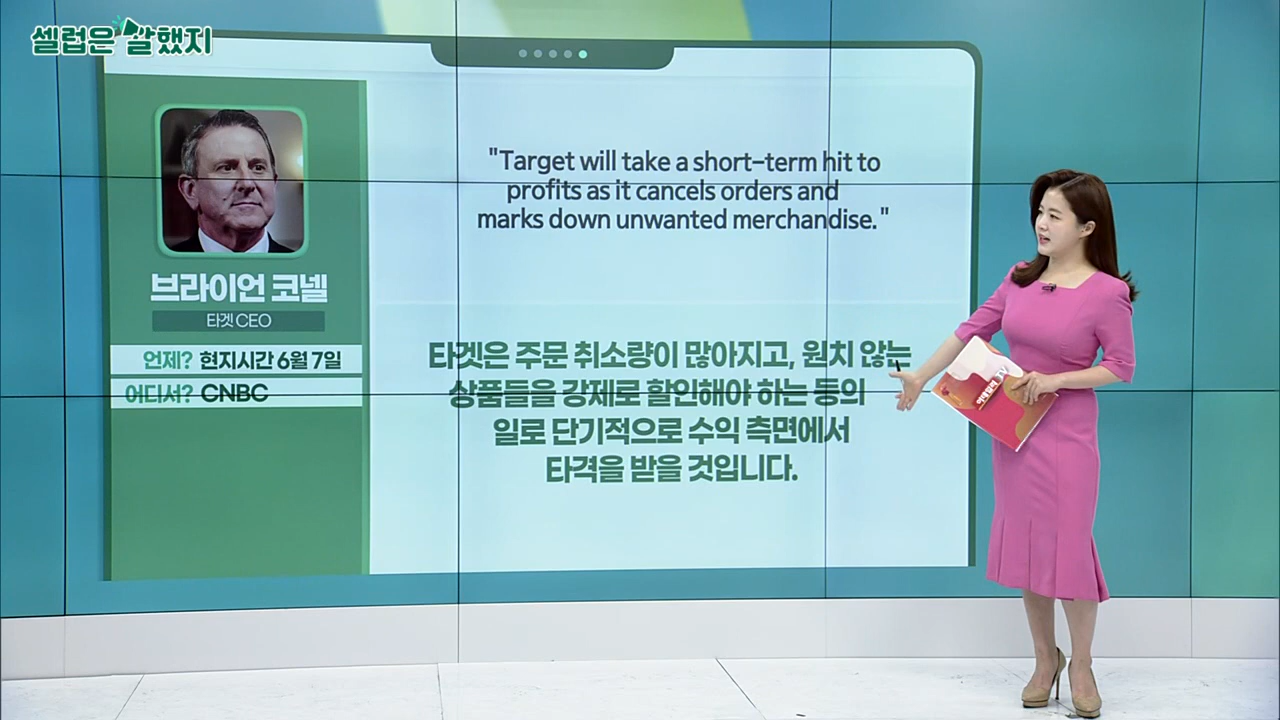 셀럽은 말했지
"Target will take a short-term hit to
profits as it cancels orders and
marks down unwanted merchandise."
브라이언 코넬
타겟 CEO
언제? 현지시간 6월 7일
어디서? CNBC
타겟은 주문 취소량이 많아지고, 원치 않는
상품들을 강제로 할인해야 하는 등의
일로 단기적으로 수익 측면에서
타격을 받을 것입니다.
TV